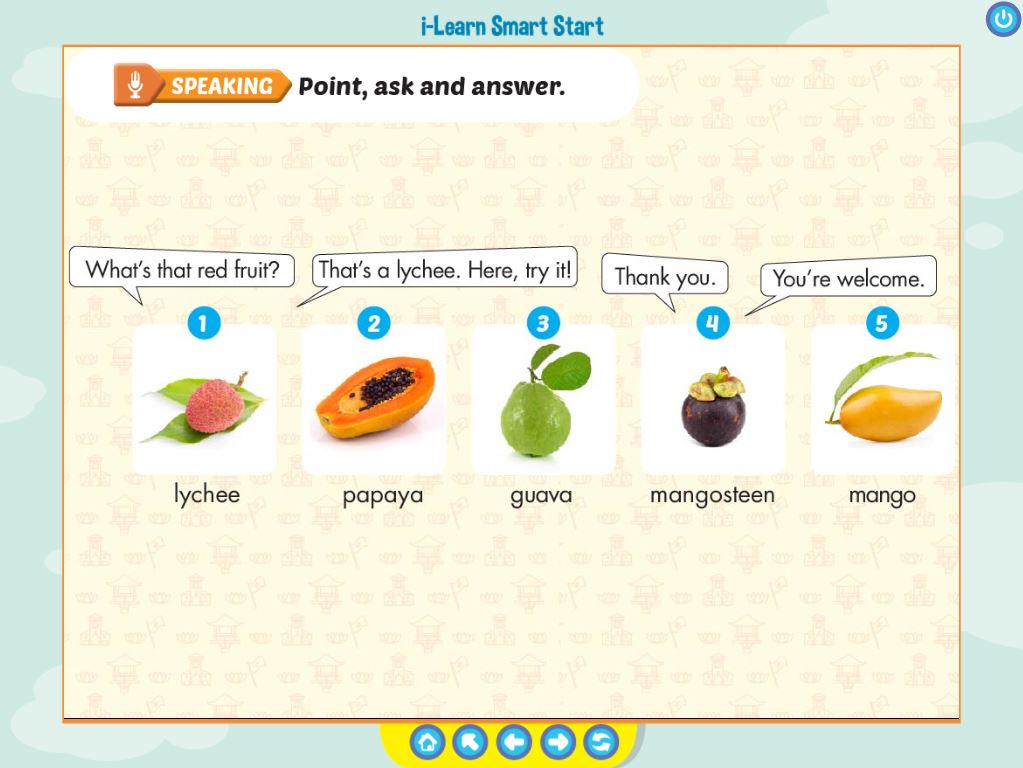 i-Learn Smart Start
SPEAKING Point, ask and answer.
What's that red fruit?
That's a lychee. Here, try it!
Thank you.
You're welcome.
1 2 3 4 5
lychee papaya guava mangosteen mango